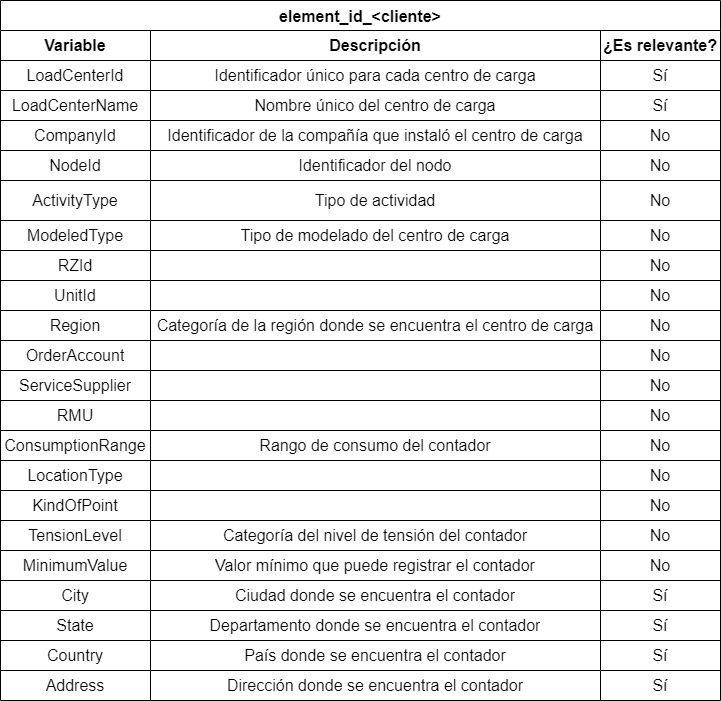 element_id_<cliente>
Variable Descripción ¿Es relevante?
LoadCenterId Identificador único para cada centro de carga Sí
LoadCenterName Nombre único del centro de carga Sí
CompanyId Identificador de la compañía que instaló el centro de carga No
NodeId Identificador del nodo No
ActivityType Tipo de actividad No
ModeledType Tipo de modelado del centro de carga No
RZId No
UnitId No
Region Categoría de la región donde se encuentra el centro de carga No
OrderAccount No
ServiceSupplier No
RMU No
ConsumptionRange Rango de consumo del contador No
LocationType No
KindOfPoint No
TensionLevel Categoría del nivel de tensión del contador No
MinimumValue Valor mínimo que puede registrar el contador No
City Ciudad donde se encuentra el contador Sí
State Departamento donde se encuentra el contador Sí
Country País donde se encuentra el contador Sí
Address Dirección donde se encuentra el contador Sí